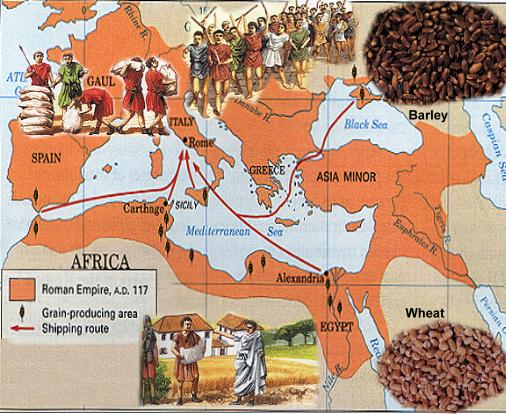 Rhine R.
ATL
GAUL
Danube R.
Barley
ITALY
Rome
Black Sea
Caspian Sea
SPAIN
GREECE
ASIA MINOR
Carthage
SICILY
Tigris R.
Euphrates R.
Mediterranean Sea
AFRICA
Alexandria
Persian G
Roman Empire, A.D. 117
Grain-producing area
Shipping route
EGYPT
Wheat
Red
Nile R.